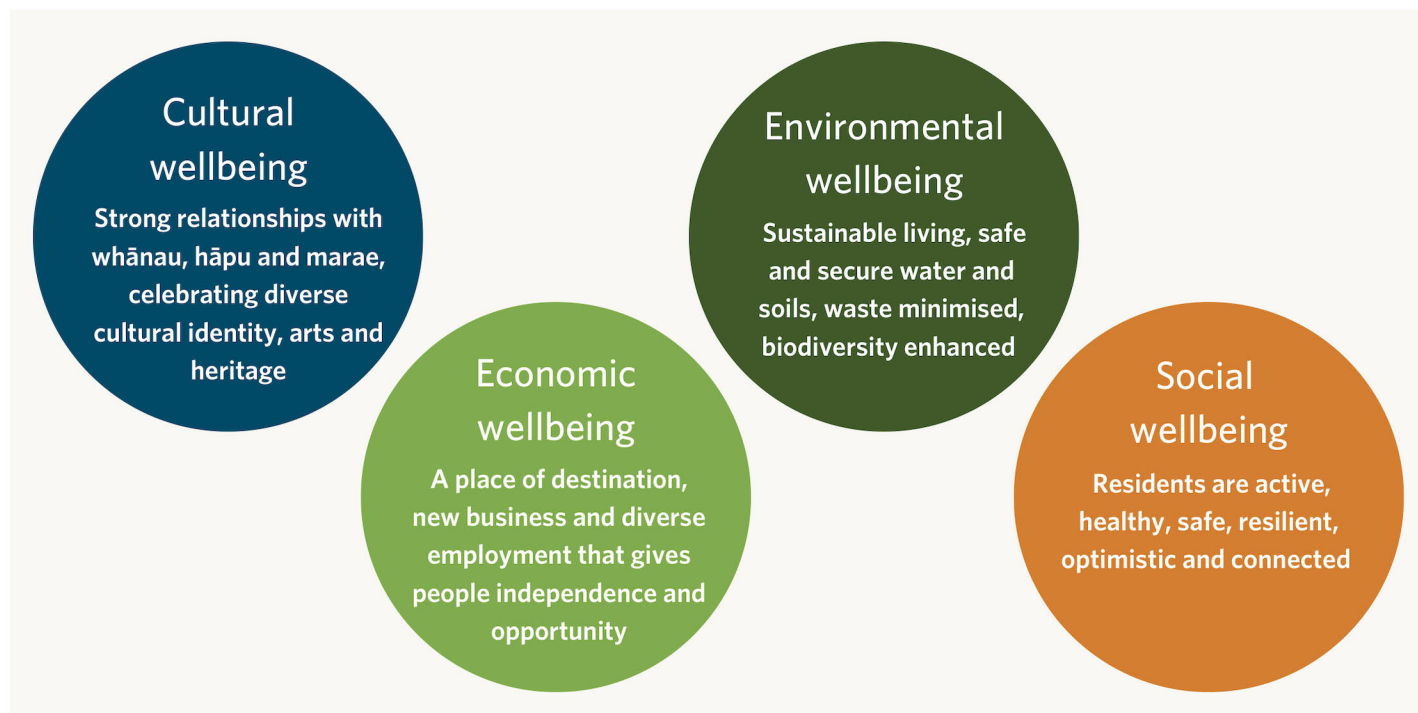 Cultural
wellbeing
Strong relationships with
whānau, hāpu and marae,
celebrating diverse
cultural identity, arts and
heritage
Economic
wellbeing
A place of destination,
new business and diverse
employment that gives
people independence and
opportunity
Environmental
wellbeing
Sustainable living, safe
and secure water and
soils, waste minimised,
biodiversity enhanced
Social
wellbeing
Residents are active,
healthy, safe, resilient,
optimistic and connected